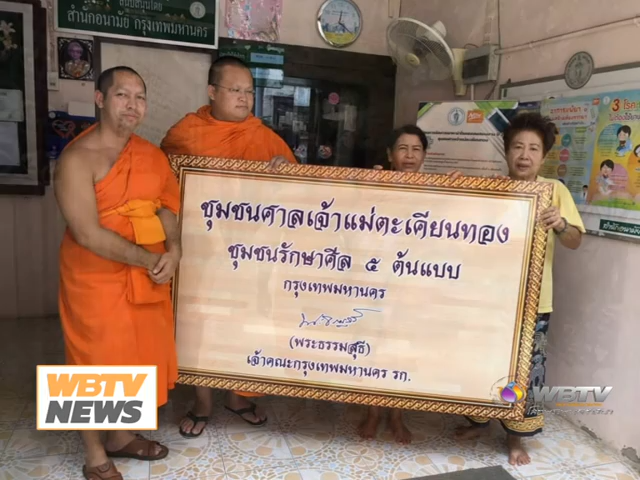 สำนักอนามัย กรุงเทพมหานคร
ชุมชนศาลเจ้าแม่ตะเคียนทอง
ชุมชนรักษาศีล ๕ ต้นแบบ
กรุงเทพมหานคร
(พระธรรมสุธี)
เจ้าคณะกรุงเทพมหานคร รก.
WBTV
NEWS
WBTV
3 โรค